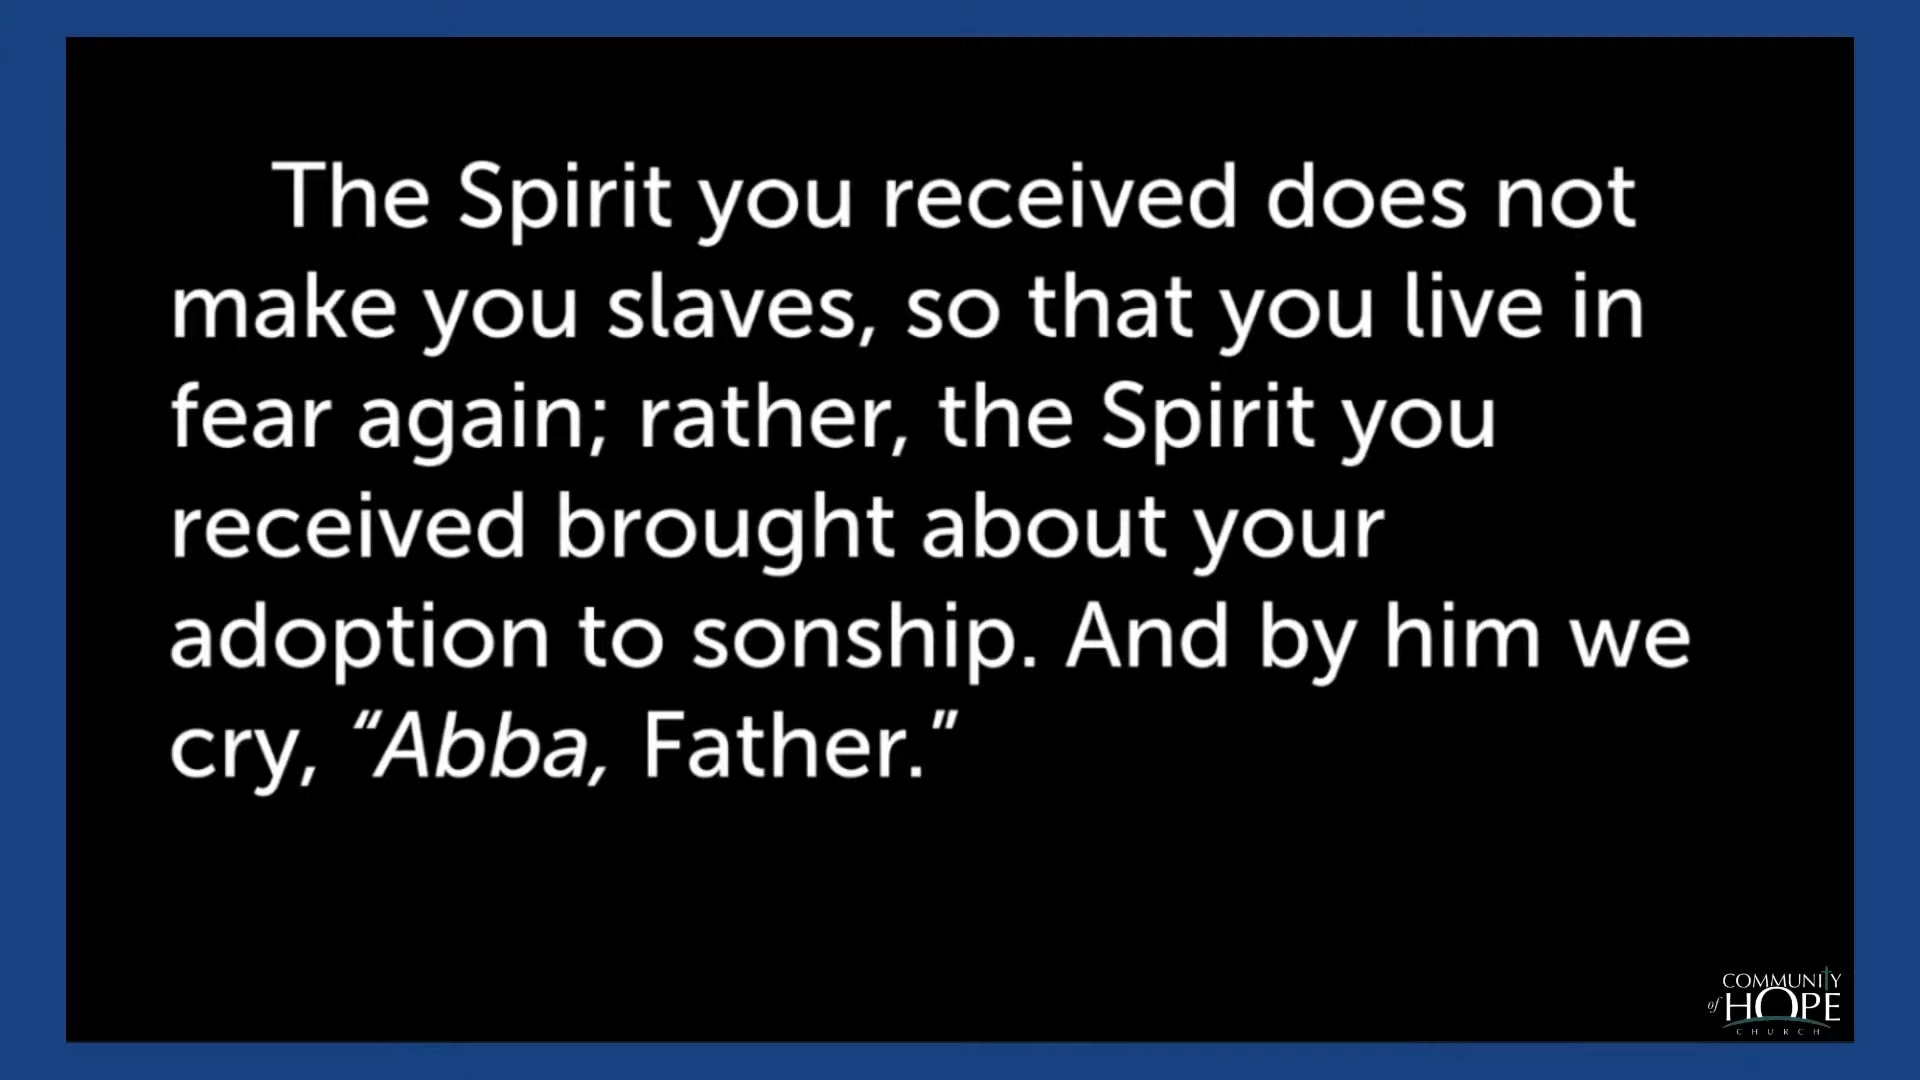 The Spirit you received does not
make you slaves, so that you live in
fear again; rather, the Spirit you
received brought about your
adoption to sonship. And by him we
cry, “Abba, Father.”
COMMUNITY
of HOPE
CHURCH